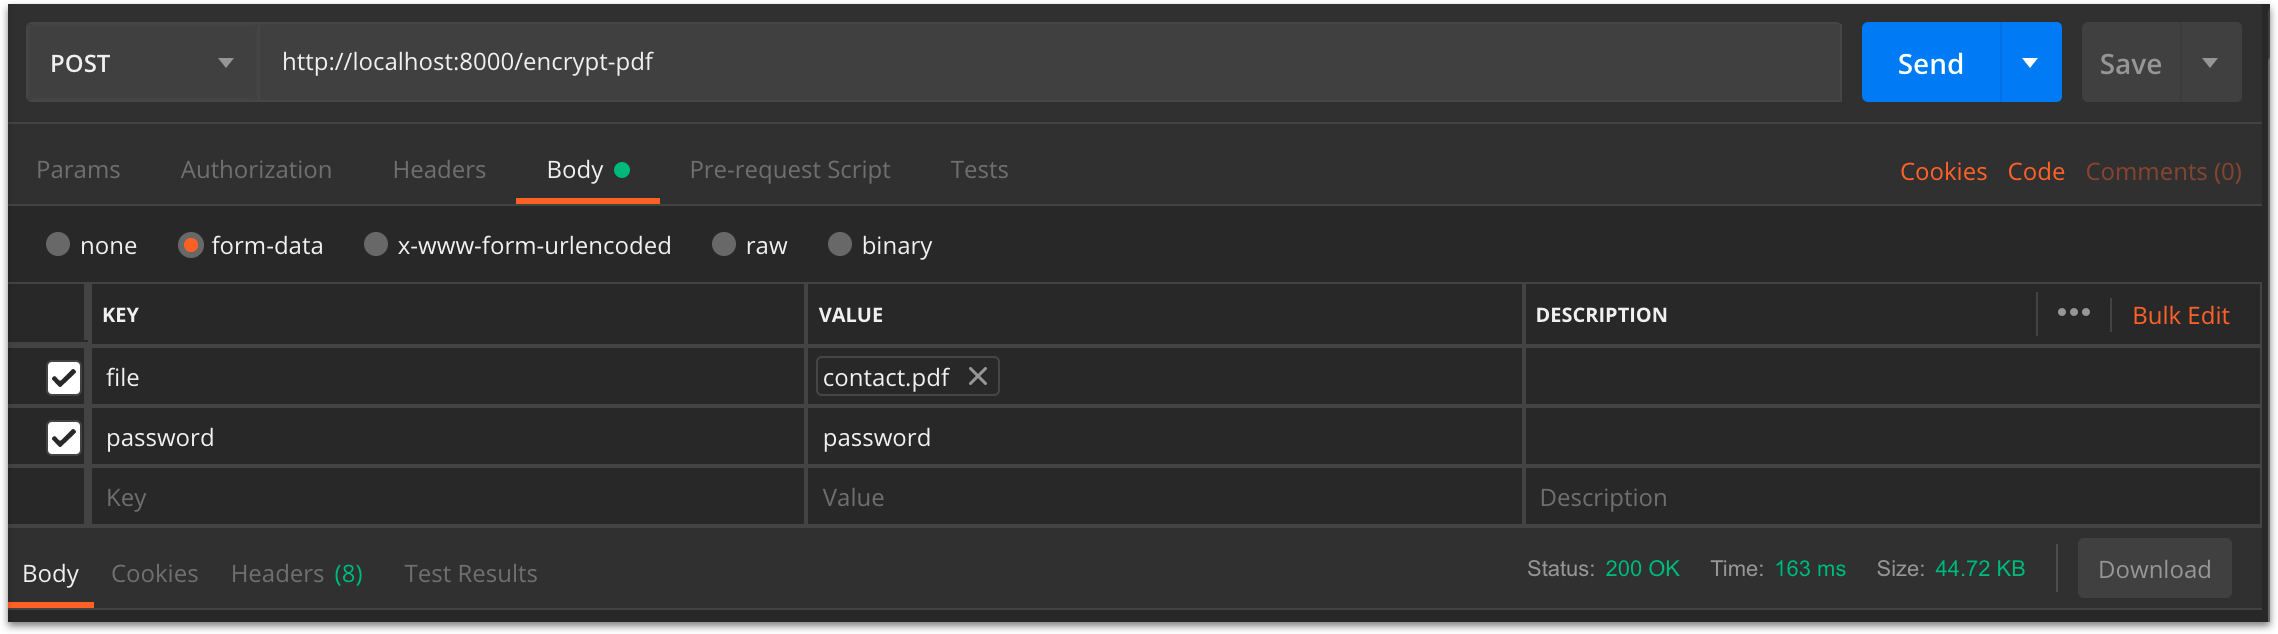 POST http://localhost:8000/encrypt-pdf Send Save
Params Authorization Headers Body Pre-request Script Tests Cookies Code Comments (0)
none form-data x-www-form-urlencoded raw binary
KEY VALUE DESCRIPTION ••• Bulk Edit
file contact.pdf
password password
Key Value Description
Body Cookies Headers (8) Test Results Status: 200 OK Time: 163 ms Size: 44.72 KB Download